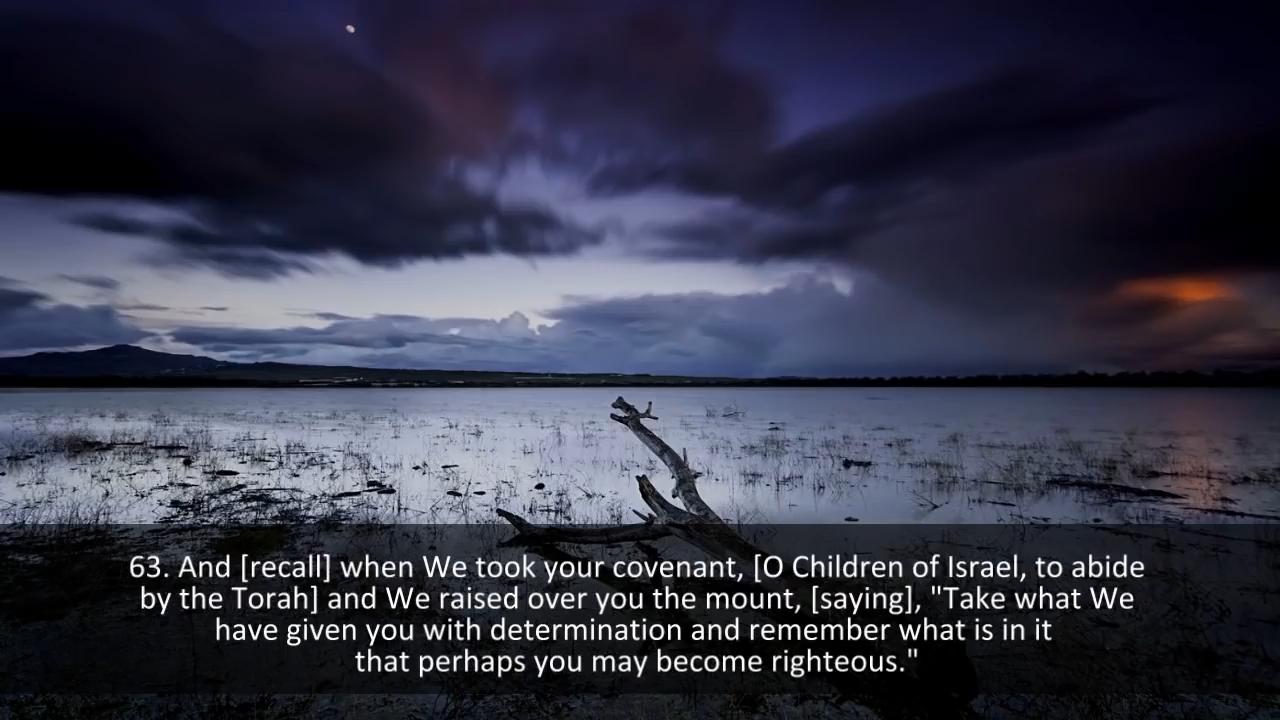 63. And [recall] when We took your covenant, [O Children of Israel, to abide
by the Torah] and We raised over you the mount, [saying], "Take what We
have given you with determination and remember what is in it
that perhaps you may become righteous."